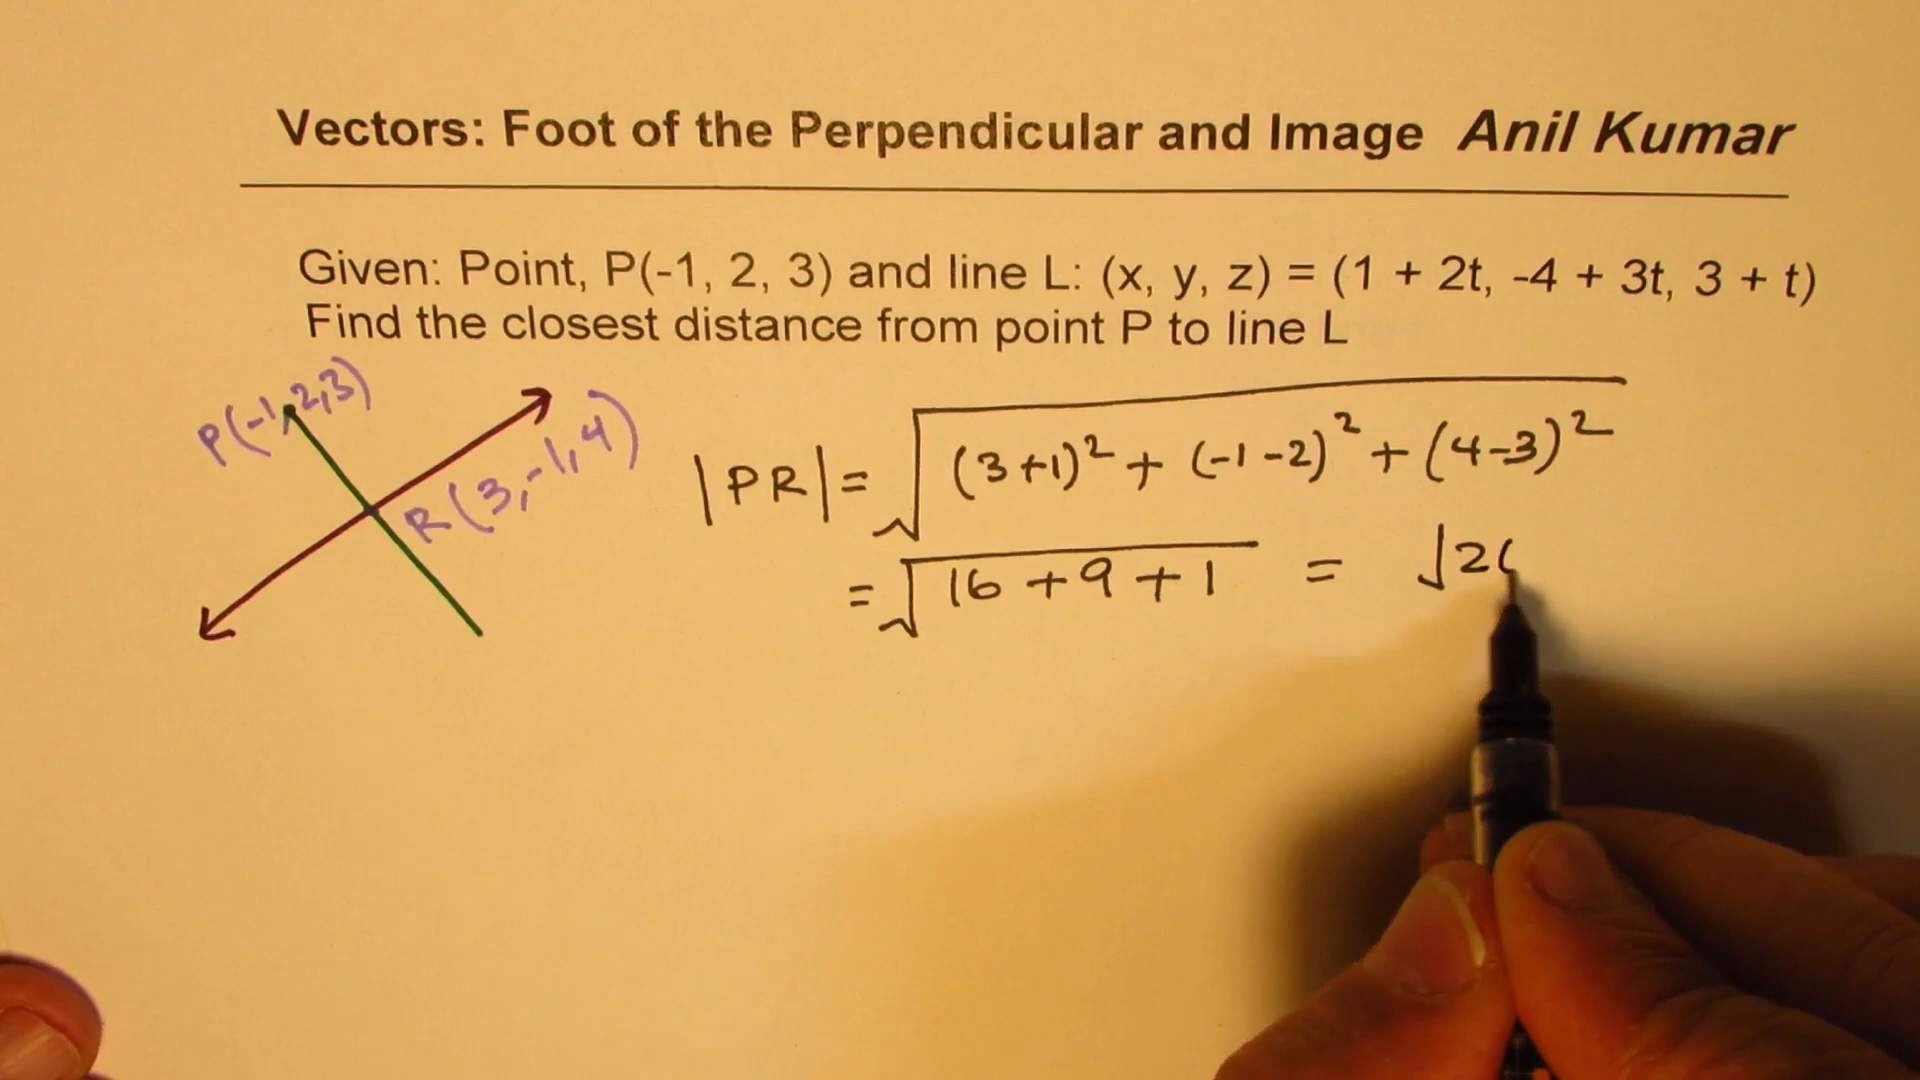 Vectors: Foot of the Perpendicular and Image Anil Kumar
Given: Point, P(-1, 2, 3) and line L: (x, y, z) = (1 + 2t, -4 + 3t, 3 + t)
Find the closest distance from point P to line L
P(-1,2,3)
R(3,-1,4)
|PR| = √(3+1)² + (-1-2)² + (4-3)²
= √16+9+1 = √2